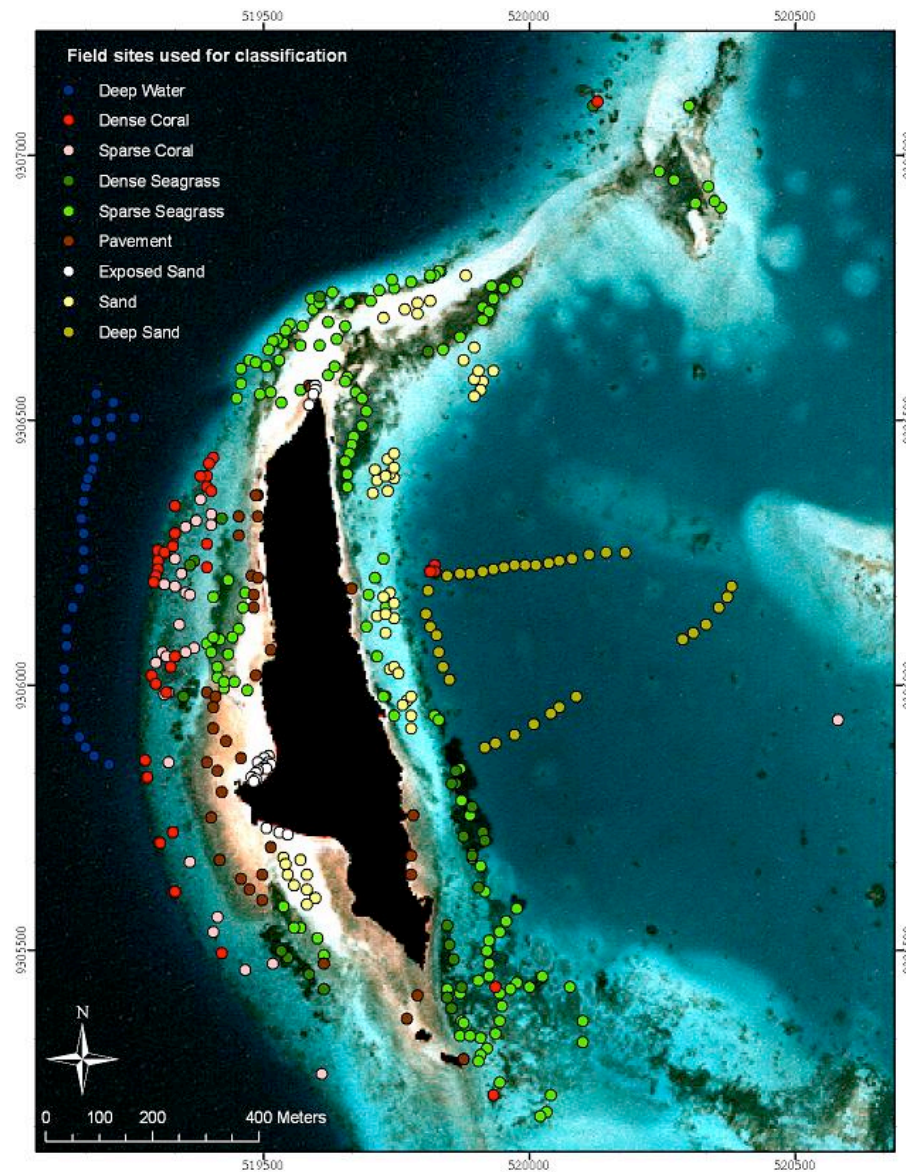 519500 520000 520500
Field sites used for classification
Deep Water
Dense Coral
Sparse Coral
Dense Seagrass
Sparse Seagrass
Pavement
Exposed Sand
Sand
Deep Sand
9307000
9306500
9306000
9305500
N
0 200 400 Meters
519500 520000 520500